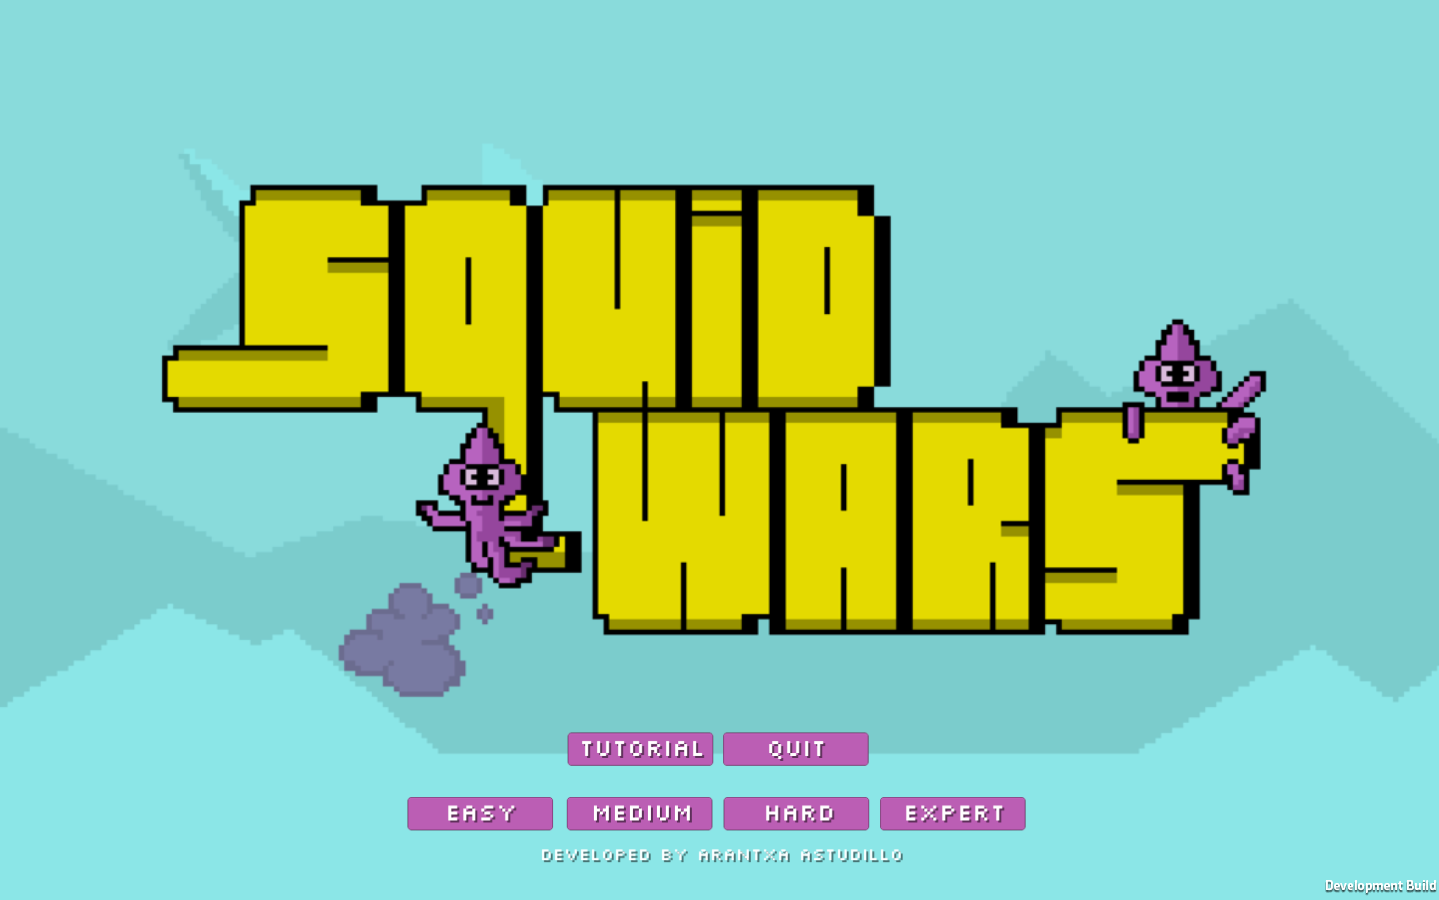 SQUiD
WARS
TUTORIAL QUIT
EASY MEDIUM HARD EXPERT
DEVELOPED BY ARANTXA ASTUDILLO
Development Build